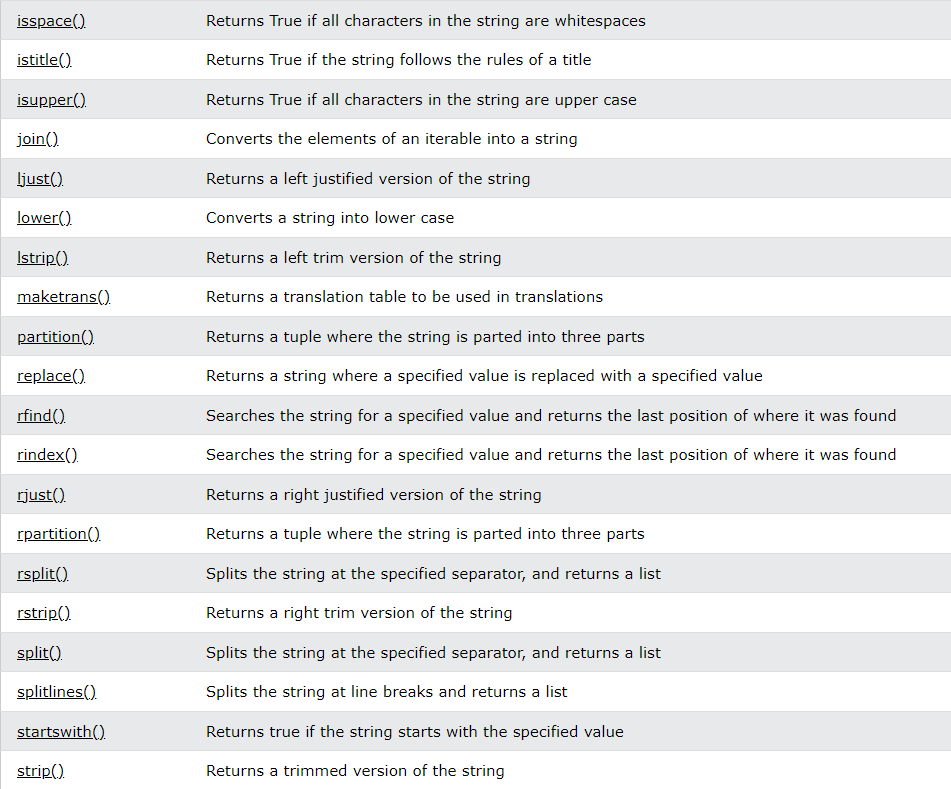 isspace() Returns True if all characters in the string are whitespaces
istitle() Returns True if the string follows the rules of a title
isupper() Returns True if all characters in the string are upper case
join() Converts the elements of an iterable into a string
ljust() Returns a left justified version of the string
lower() Converts a string into lower case
lstrip() Returns a left trim version of the string
maketrans() Returns a translation table to be used in translations
partition() Returns a tuple where the string is parted into three parts
replace() Returns a string where a specified value is replaced with a specified value
rfind() Searches the string for a specified value and returns the last position of where it was found
rindex() Searches the string for a specified value and returns the last position of where it was found
rjust() Returns a right justified version of the string
rpartition() Returns a tuple where the string is parted into three parts
rsplit() Splits the string at the specified separator, and returns a list
rstrip() Returns a right trim version of the string
split() Splits the string at the specified separator, and returns a list
splitlines() Splits the string at line breaks and returns a list
startswith() Returns true if the string starts with the specified value
strip() Returns a trimmed version of the string